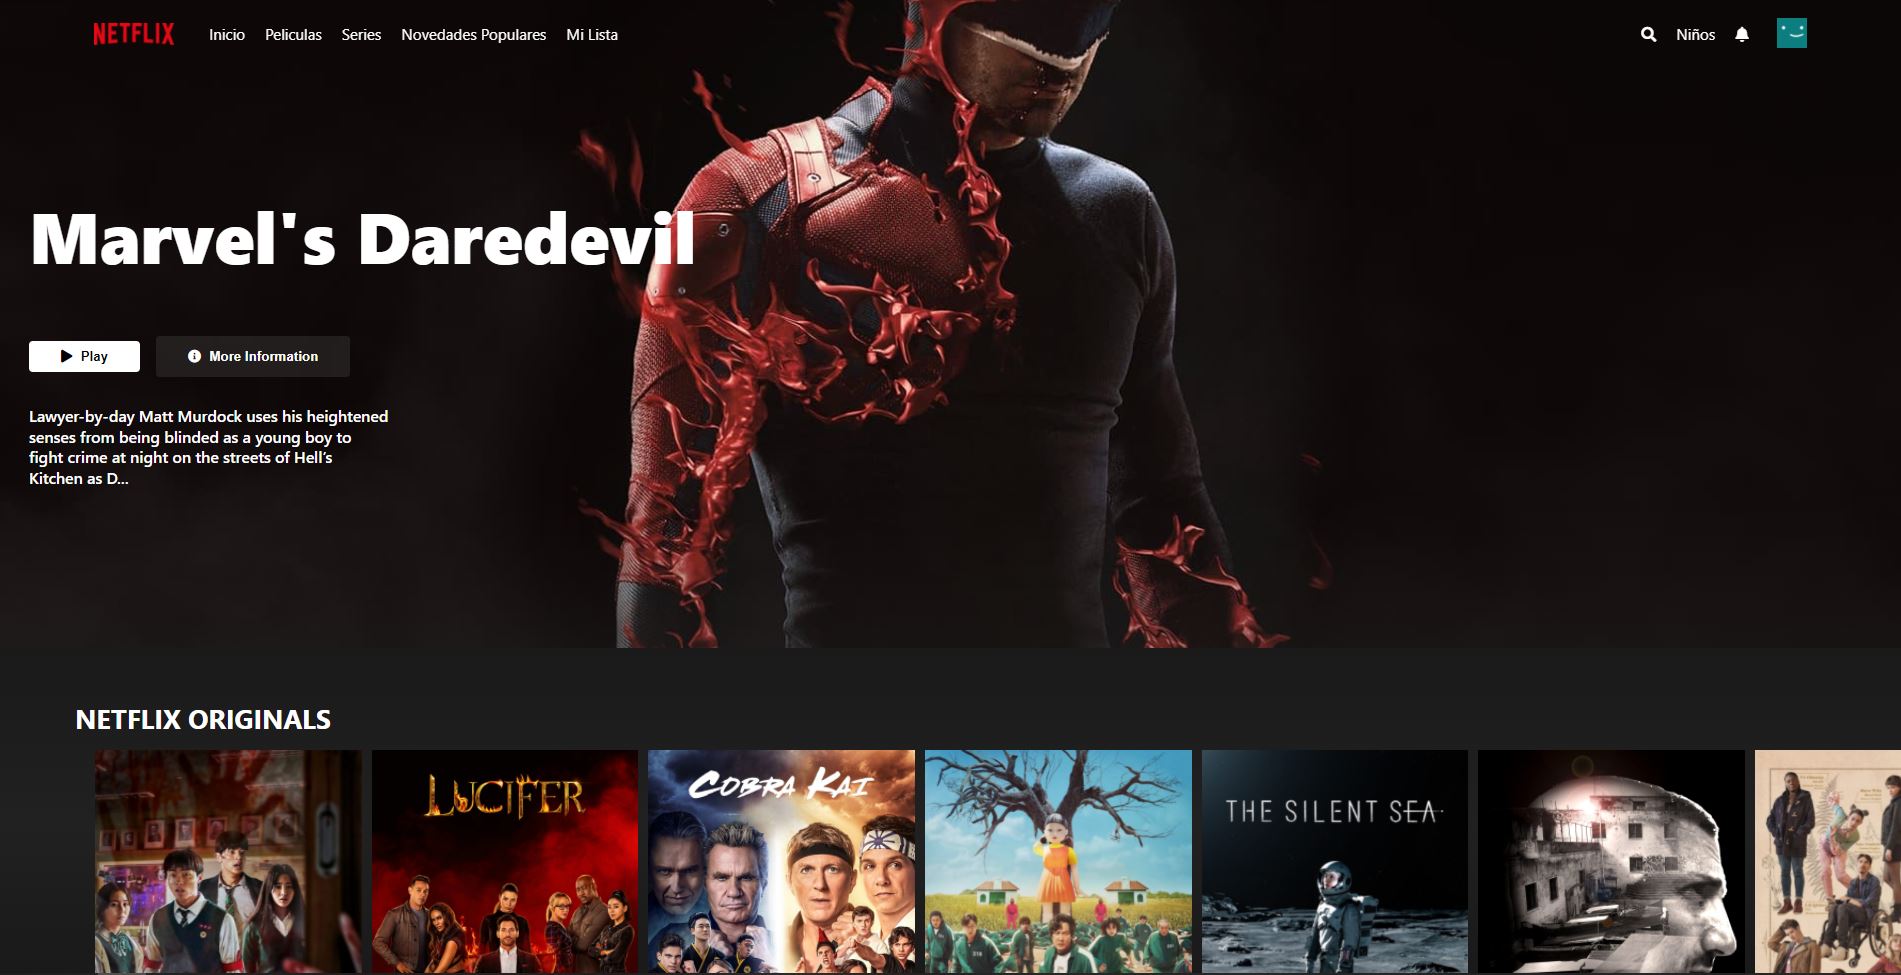 NETFLIX
Inicio
Peliculas
Series
Novedades Populares
Mi Lista
Niños
Marvel's Daredevil
Play
More Information
Lawyer-by-day Matt Murdock uses his heightened
senses from being blinded as a young boy to
fight crime at night on the streets of Hell’s
Kitchen as D...
NETFLIX ORIGINALS
LUCIFER
COBRA KAI
THE SILENT SEA